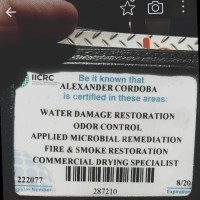 IICRC
Be it known that
ALEXANDER CORDOBA
is certified in these areas:
WATER DAMAGE RESTORATION
ODOR CONTROL
APPLIED MICROBIAL REMEDIATION
FIRE & SMOKE RESTORATION
COMMERCIAL DRYING SPECIALIST
222077
8/20
287210
Expiration